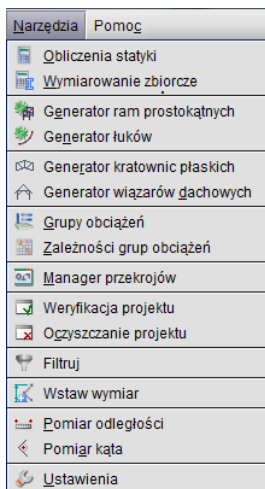 Narzędzia Pomoc
Obliczenia statyki
Wymiarowanie zbiorcze
Generator ram prostokątnych
Generator łuków
Generator kratownic płaskich
Generator wiązarów dachowych
Grupy obciążeń
Zależności grup obciążeń
Manager przekrojów
Weryfikacja projektu
Oczyszczanie projektu
Filtruj
Wstaw wymiar
Pomiar odległości
Pomiar kąta
Ustawienia